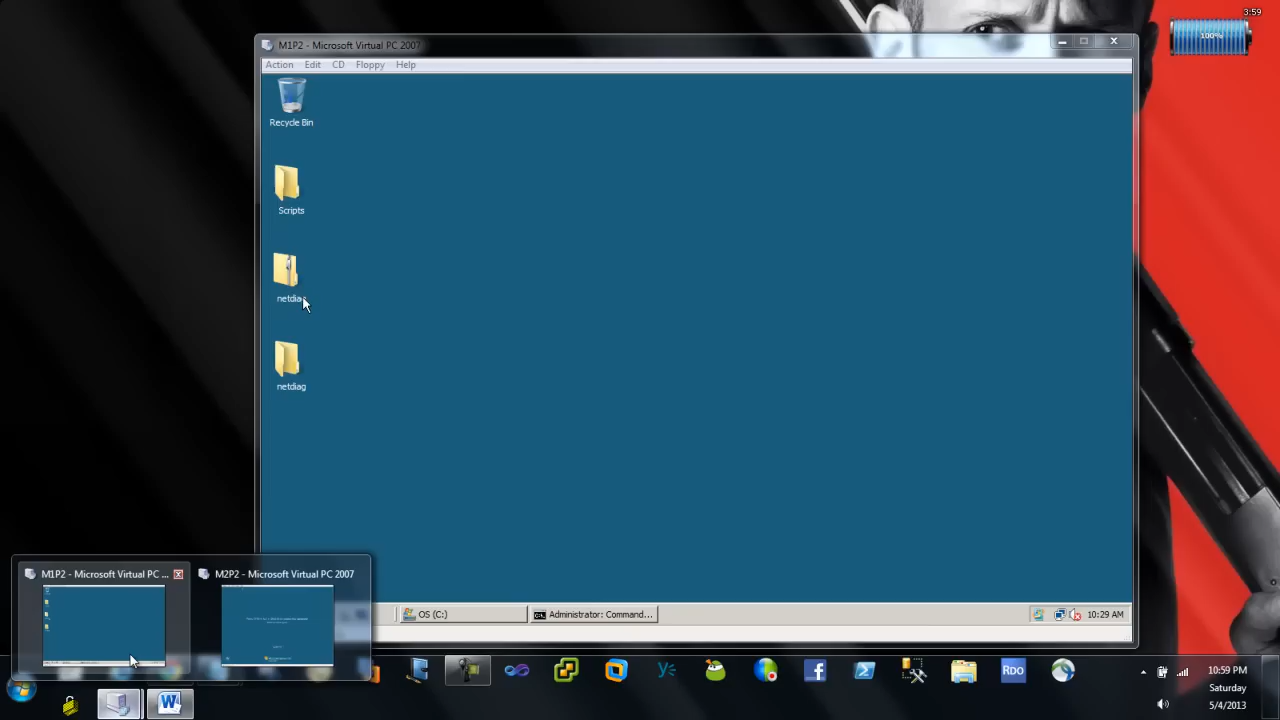 3:59
100%
M1P2 - Microsoft Virtual PC 2007
Action Edit CD Floppy Help
Recycle Bin
Scripts
netdiag
netdiag
M1P2 - Microsoft Virtual PC ...
M2P2 - Microsoft Virtual PC 2007
OS (C:)
Administrator: Command...
10:29 AM
RDO
10:59 PM
Saturday
5/4/2013